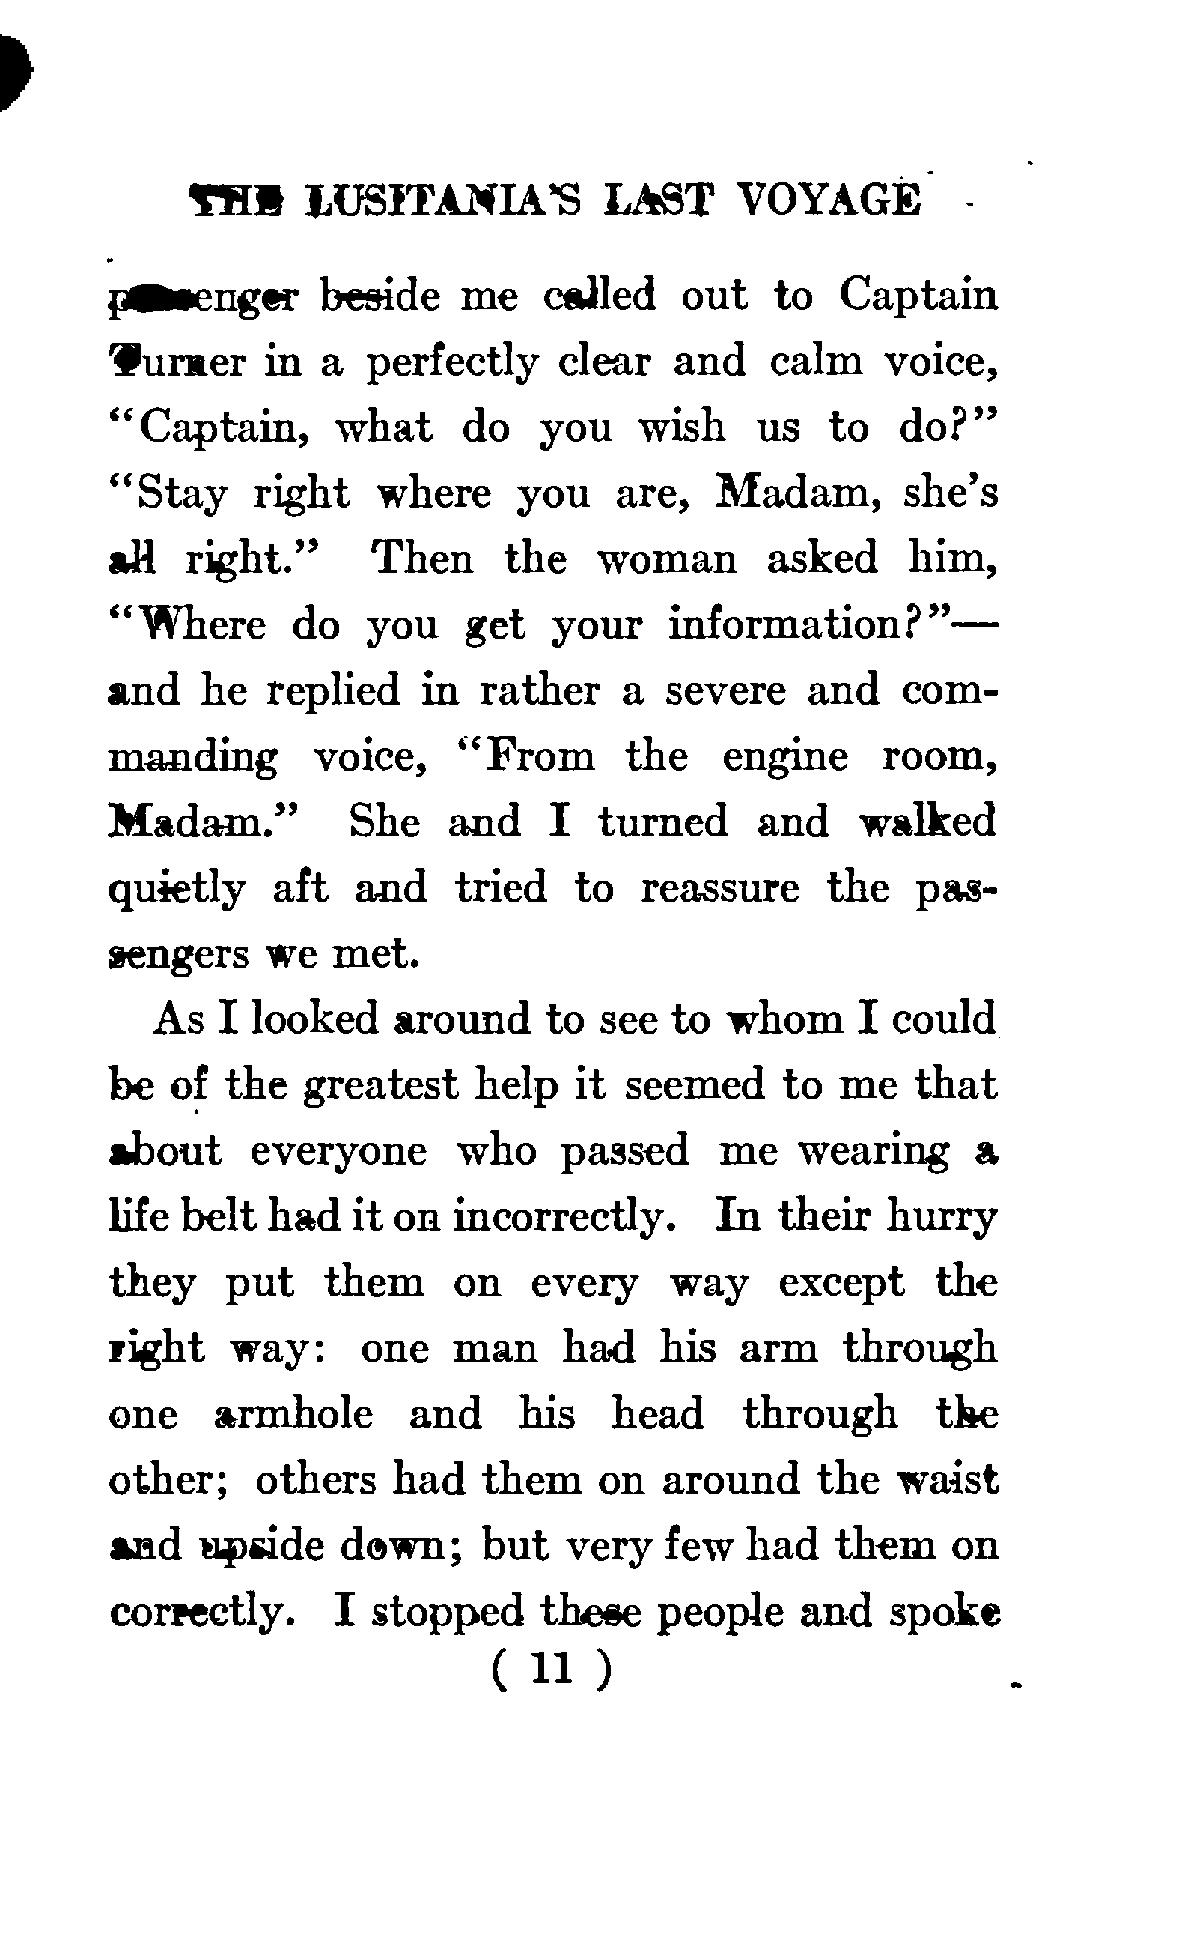 THE LUSITANIA'S LAST VOYAGE
passenger beside me called out to Captain
Turner in a perfectly clear and calm voice,
“Captain, what do you wish us to do?”
“Stay right where you are, Madam, she's
all right.” Then the woman asked him,
“Where do you get your information?”—
and he replied in rather a severe and com-
manding voice, “From the engine room,
Madam.” She and I turned and walked
quietly aft and tried to reassure the pas-
sengers we met.
As I looked around to see to whom I could
be of the greatest help it seemed to me that
about everyone who passed me wearing a
life belt had it on incorrectly. In their hurry
they put them on every way except the
right way: one man had his arm through
one armhole and his head through the
other; others had them on around the waist
and upside down; but very few had them on
correctly. I stopped these people and spoke
( 11 )